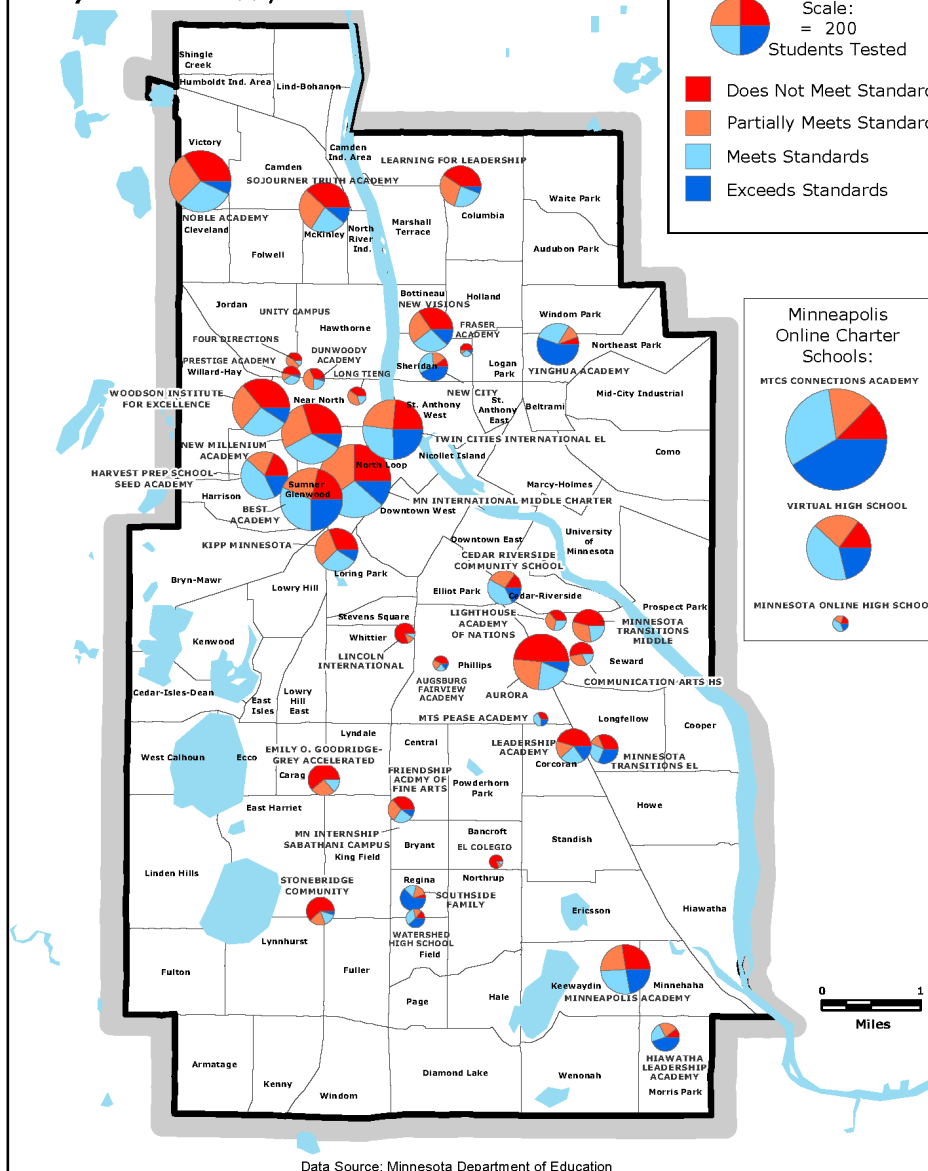 Scale:
= 200
Students Tested
Does Not Meet Standard
Partially Meets Standard
Meets Standards
Exceeds Standards
Minneapolis
Online Charter
Schools:
MTCS CONNECTIONS ACADEMY
VIRTUAL HIGH SCHOOL
MINNESOTA ONLINE HIGH SCHOO
Shingle
Creek
Humboldt Ind. Area
Lind-Bohanon
Victory
Camden
Ind. Area
Camden
LEARNING FOR LEADERSHIP
SOJOURNER TRUTH ACADEMY
Waite Park
NOBLE ACADEMY
Cleveland
McKinley
North
River
Ind.
Marshall
Terrace
Columbia
Folwell
Audubon Park
Bottineau
Holland
NEW VISIONS
Jordan
UNITY CAMPUS
Hawthorne
FRASER
ACADEMY
Windom Park
Northeast Park
FOUR DIRECTIONS
DUNWOODY
ACADEMY
PRESTIGE ACADEMY
Willard-Hay
LONG TIENG
Sheridan
Logan
Park
YINGHUA ACADEMY
WOODSON INSTITUTE
FOR EXCELLENCE
Near North
NEW CITY
St. Anthony
West
St.
Anthony
East
Beltrami
Mid-City Industrial
TWIN CITIES INTERNATIONAL EL
NEW MILLENIUM
ACADEMY
Nicollet Island
Como
North Loop
HARVEST PREP SCHOOL
SEED ACADEMY
Sumner
Glenwood
Marcy-Holmes
Harrison
MN INTERNATIONAL MIDDLE CHARTER
BEST
ACADEMY
Downtown West
KIPP MINNESOTA
Downtown East
University
of
Minnesota
CEDAR RIVERSIDE
COMMUNITY SCHOOL
Loring Park
Bryn-Mawr
Lowry Hill
Elliot Park
Cedar-Riverside
Prospect Park
Stevens Square
LIGHTHOUSE
ACADEMY
OF NATIONS
MINNESOTA
TRANSITIONS
MIDDLE
Kenwood
Whittier
LINCOLN
INTERNATIONAL
Phillips
Seward
AUGSBURG
FAIRVIEW
ACADEMY
COMMUNICATION ARTS HS
Cedar-Isles-Dean
East
Isles
Lowry
Hill
East
AURORA
MTS PEASE ACADEMY
Longfellow
Cooper
Lyndale
Central
LEADERSHIP
ACADEMY
Corcoran
MINNESOTA
TRANSITIONS EL
West Calhoun
Ecco
EMILY O. GOODRIDGE-
GREY ACCELERATED
Carag
FRIENDSHIP
ACDMY OF
FINE ARTS
Powderhorn
Park
East Harriet
Howe
MN INTERNSHIP
SABATHANI CAMPUS
King Field
Bryant
Bancroft
EL COLEGIO
Standish
Linden Hills
STONEBRIDGE
COMMUNITY
Regina
Northrup
SOUTHSIDE
FAMILY
Ericsson
Hiawatha
WATERSHED
HIGH SCHOOL
Field
Lynnhurst
Fulton
Fuller
Keewaydin
Minnehaha
MINNEAPOLIS ACADEMY
Page
Hale
0 1
Miles
HIAWATHA
LEADERSHIP
ACADEMY
Morris Park
Armatage
Kenny
Windom
Diamond Lake
Wenonah
Data Source: Minnesota Department of Education